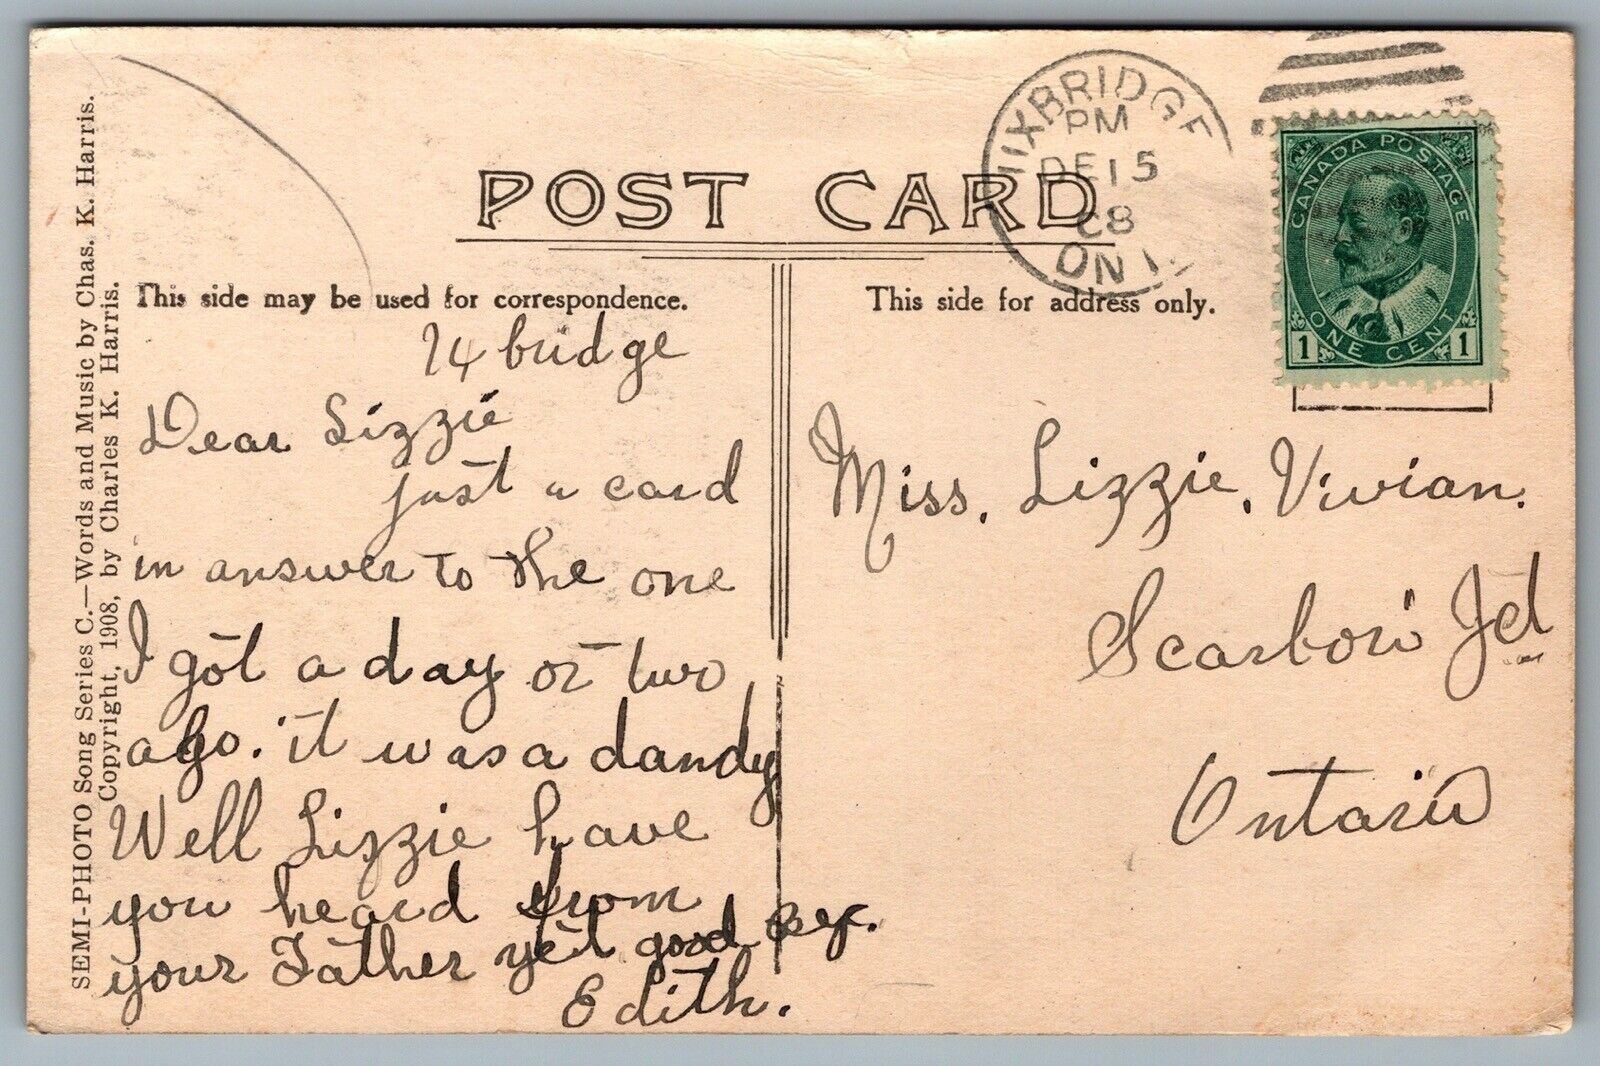 SEMI-PHOTO Song Series C.—Words and Music by Chas. K. Harris.
Copyright, 1908, by Charles K. Harris.
POST CARD
UXBRIDGE
PM
DE 15
08
ONT.
CANADA POSTAGE
1 ONE CENT 1
This side may be used for correspondence.
This side for address only.
bridge
Dear Lizzie
just a card
in answer to the one
I got a day or two
ago. it was a dandy
Well Lizzie have
you heard from
your Father yet good bye.
Edith.
Miss. Lizzie. Vivian.
Scarboro' Jct
Ontario